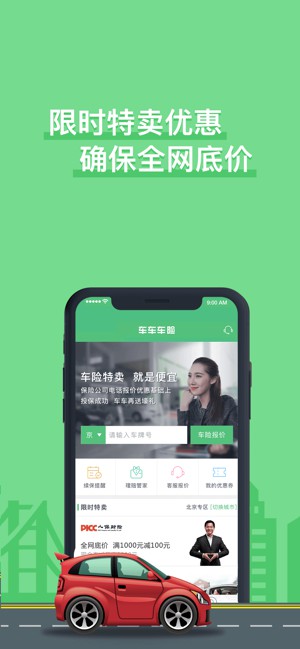 限时特卖优惠
确保全网底价
9:00 AM
车车车险
车险特卖 就是便宜
保险公司电话报价优惠基础上
报保成功 车车再送壕礼
京
请输入车牌号
车险报价
续保提醒 增险管家 客服报价 我的优惠券
限时特卖
北京专区 [切换城市]
PICC 人保财险
全网底价 满1000元减100元